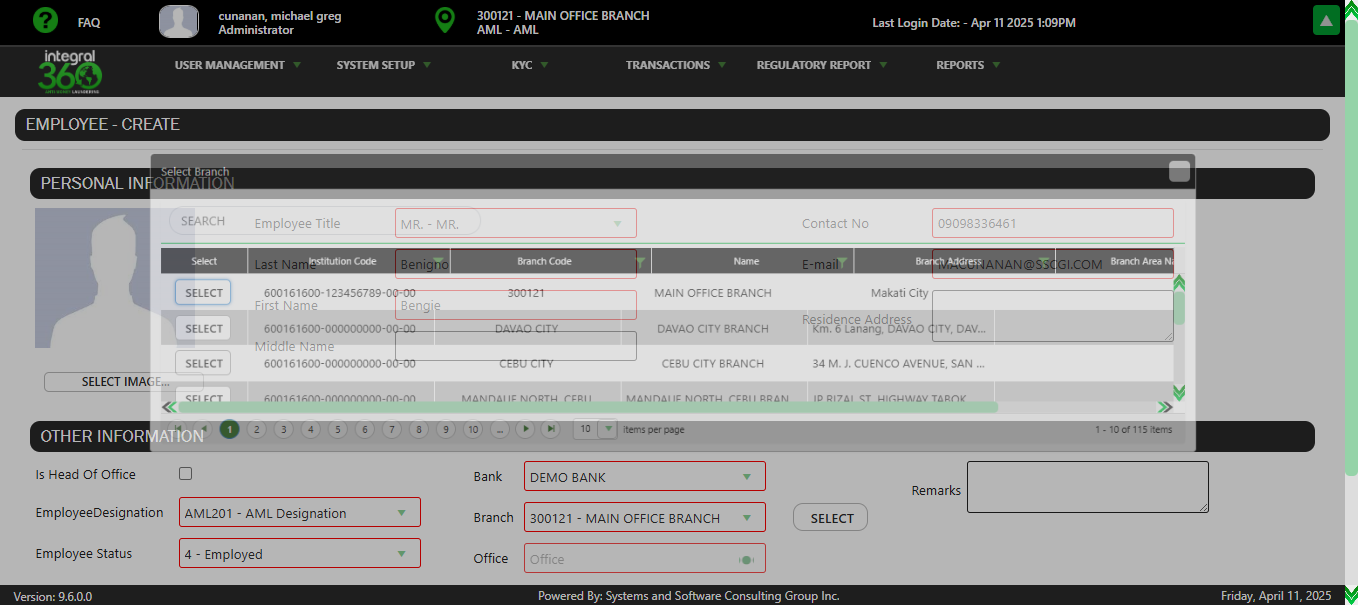 ?
FAQ
cunanan, michael greg
Administrator
300121 - MAIN OFFICE BRANCH
AML - AML
Last Login Date: - Apr 11 2025 1:09PM
integral
360
USER MANAGEMENT
SYSTEM SETUP
KYC
TRANSACTIONS
REGULATORY REPORT
REPORTS
EMPLOYEE - CREATE
Select Branch
PERSONAL INFORMATION
SEARCH
Employee Title
MR. - MR.
Contact No
09098336461
Select
Institution Code
Branch Code
Name
Branch Address
Branch Area Na
Last Name
Benigno
E-mail
MACUNANAN@SSCGI.COM
SELECT
600161600-123456789-00-00
300121
MAIN OFFICE BRANCH
Makati City
First Name
Bengie
Residence Address
SELECT
600161600-000000000-00-00
DAVAO CITY
DAVAO CITY BRANCH
Km. 6 Lanang, DAVAO CITY, DAV...
Middle Name
SELECT
600161600-000000000-00-00
CEBU CITY
CEBU CITY BRANCH
34 M. J. CUENCO AVENUE, SAN ...
SELECT IMAGE...
SELECT
600161600-000000000-00-00
MANDAUE NORTH, CEBU
MANDAUE NORTH, CEBU BRAN
JP RIZAL ST. HIGHWAY TABOK
1
2
3
4
5
6
7
8
9
10
...
10
items per page
1 - 10 of 115 items
OTHER INFORMATION
Is Head Of Office
Bank
DEMO BANK
Remarks
EmployeeDesignation
AML201 - AML Designation
Branch
300121 - MAIN OFFICE BRANCH
SELECT
Employee Status
4 - Employed
Office
Office
Version: 9.6.0.0
Powered By: Systems and Software Consulting Group Inc.
Friday, April 11, 2025